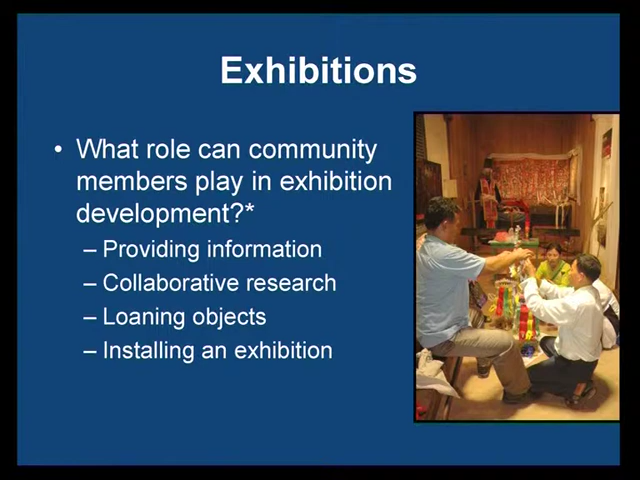 Exhibitions
• What role can community
members play in exhibition
development?*
– Providing information
– Collaborative research
– Loaning objects
– Installing an exhibition